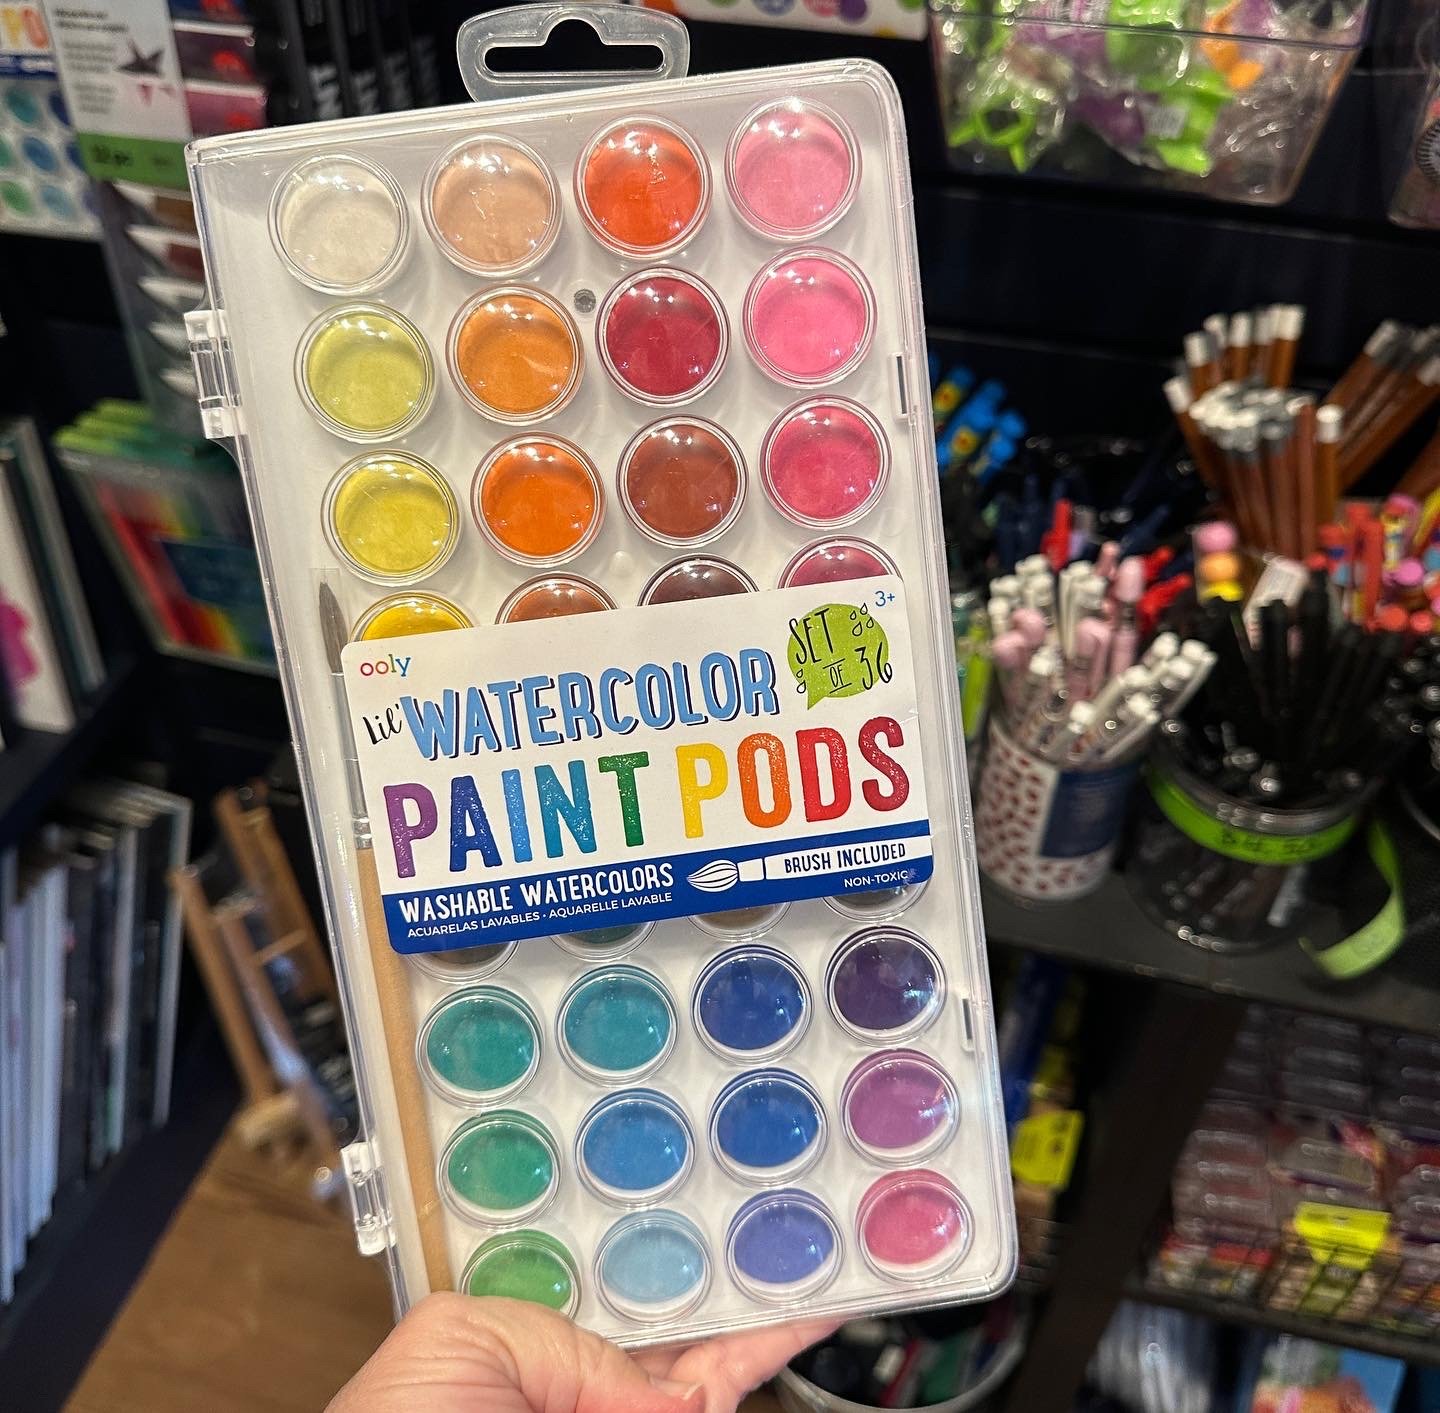 ooly
3+
SET
OF 36
Lil' WATERCOLOR
PAINT PODS
WASHABLE WATERCOLORS
BRUSH INCLUDED
ACUARELAS LAVABLES • AQUARELLE LAVABLE
NON-TOXIC